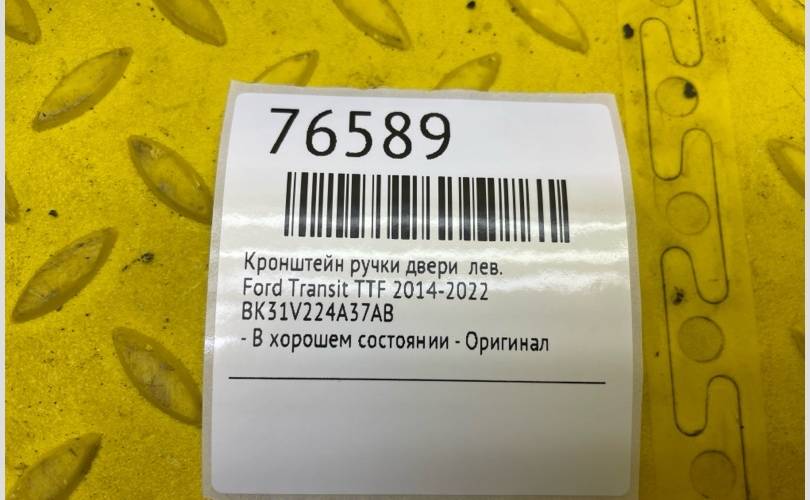 76589
Кронштейн ручки двери лев.
Ford Transit TTF 2014-2022
BK31V224A37AB
- В хорошем состоянии - Оригинал